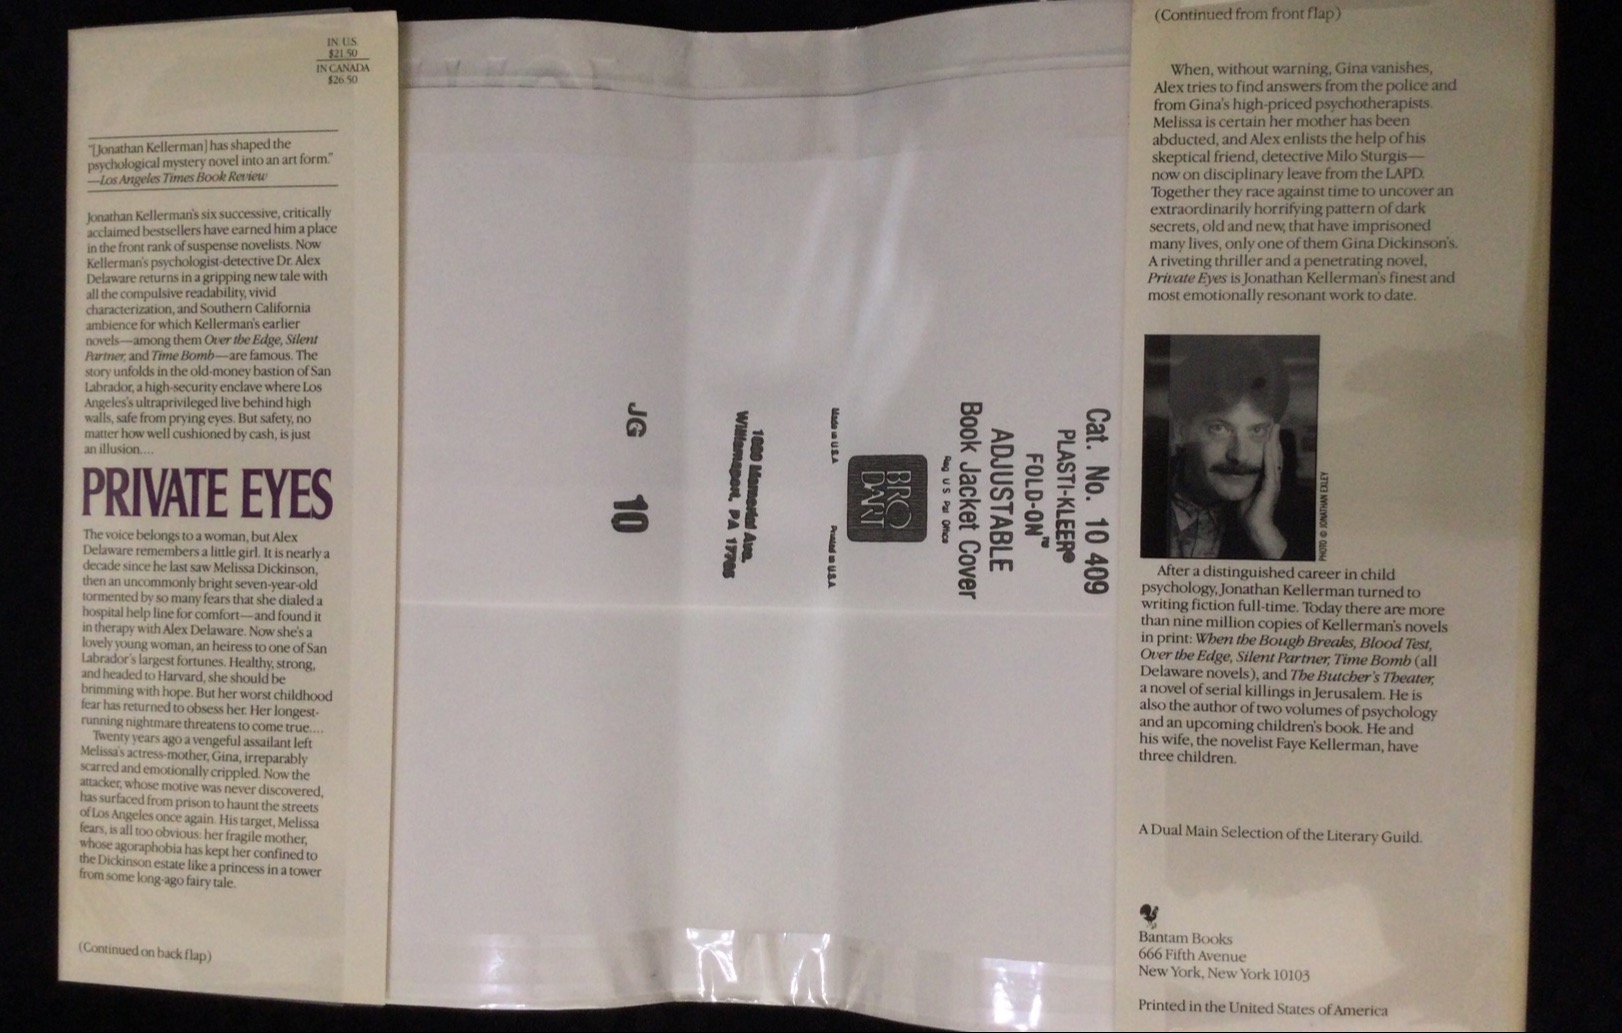 IN U.S.
$21.50
IN CANADA
$26.50
"[Jonathan Kellerman] has shaped the
psychological mystery novel into an art form."
—Los Angeles Times Book Review
Jonathan Kellerman's six successive, critically
acclaimed bestsellers have earned him a place
in the front rank of suspense novelists. Now
Kellerman's psychologist-detective Dr. Alex
Delaware returns in a gripping new tale with
all the compulsive readability, vivid
characterization, and Southern California
ambience for which Kellerman's earlier
novels—among them Over the Edge, Silent
Partner, and Time Bomb—are famous. The
story unfolds in the old-money bastion of San
Labrador, a high-security enclave where Los
Angeles's ultraprivileged live behind high
walls, safe from prying eyes. But safety, no
matter how well cushioned by cash, is just
an illusion....
PRIVATE EYES
The voice belongs to a woman, but Alex
Delaware remembers a little girl. It is nearly a
decade since he last saw Melissa Dickinson,
then an uncommonly bright seven-year-old
tormented by so many fears that she dialed a
hospital help line for comfort—and found it
in therapy with Alex Delaware. Now she's a
lovely young woman, an heiress to one of San
Labrador's largest fortunes. Healthy, strong,
and headed to Harvard, she should be
brimming with hope. But her worst childhood
fear has returned to obsess her. Her longest-
running nightmare threatens to come true....
Twenty years ago a vengeful assailant left
Melissa's actress-mother, Gina, irreparably
scarred and emotionally crippled. Now the
attacker, whose motive was never discovered,
has surfaced from prison to haunt the streets
of Los Angeles once again. His target, Melissa
fears, is all too obvious: her fragile mother,
whose agoraphobia has kept her confined to
the Dickinson estate like a princess in a tower
from some long-ago fairy tale.
(Continued on back flap)
Cat. No. 10 409
PLASTI-KLEER®
FOLD-ON™
ADJUSTABLE
Book Jacket Cover
Reg U S Pat Office
BRO
DART
Made in U.S.A
Printed in U.S.A
1609 Memorial Ave.
Williamsport, PA 17705
JG 10
(Continued from front flap)
When, without warning, Gina vanishes,
Alex tries to find answers from the police and
from Gina's high-priced psychotherapists.
Melissa is certain her mother has been
abducted, and Alex enlists the help of his
skeptical friend, detective Milo Sturgis—
now on disciplinary leave from the LAPD.
Together they race against time to uncover an
extraordinarily horrifying pattern of dark
secrets, old and new, that have imprisoned
many lives, only one of them Gina Dickinson's.
A riveting thriller and a penetrating novel,
Private Eyes is Jonathan Kellerman's finest and
most emotionally resonant work to date.
PHOTO © JONATHAN EXLEY
After a distinguished career in child
psychology, Jonathan Kellerman turned to
writing fiction full-time. Today there are more
than nine million copies of Kellerman's novels
in print: When the Bough Breaks, Blood Test,
Over the Edge, Silent Partner, Time Bomb (all
Delaware novels), and The Butcher's Theater,
a novel of serial killings in Jerusalem. He is
also the author of two volumes of psychology
and an upcoming children's book. He and
his wife, the novelist Faye Kellerman, have
three children.
A Dual Main Selection of the Literary Guild.
Bantam Books
666 Fifth Avenue
New York, New York 10103
Printed in the United States of America